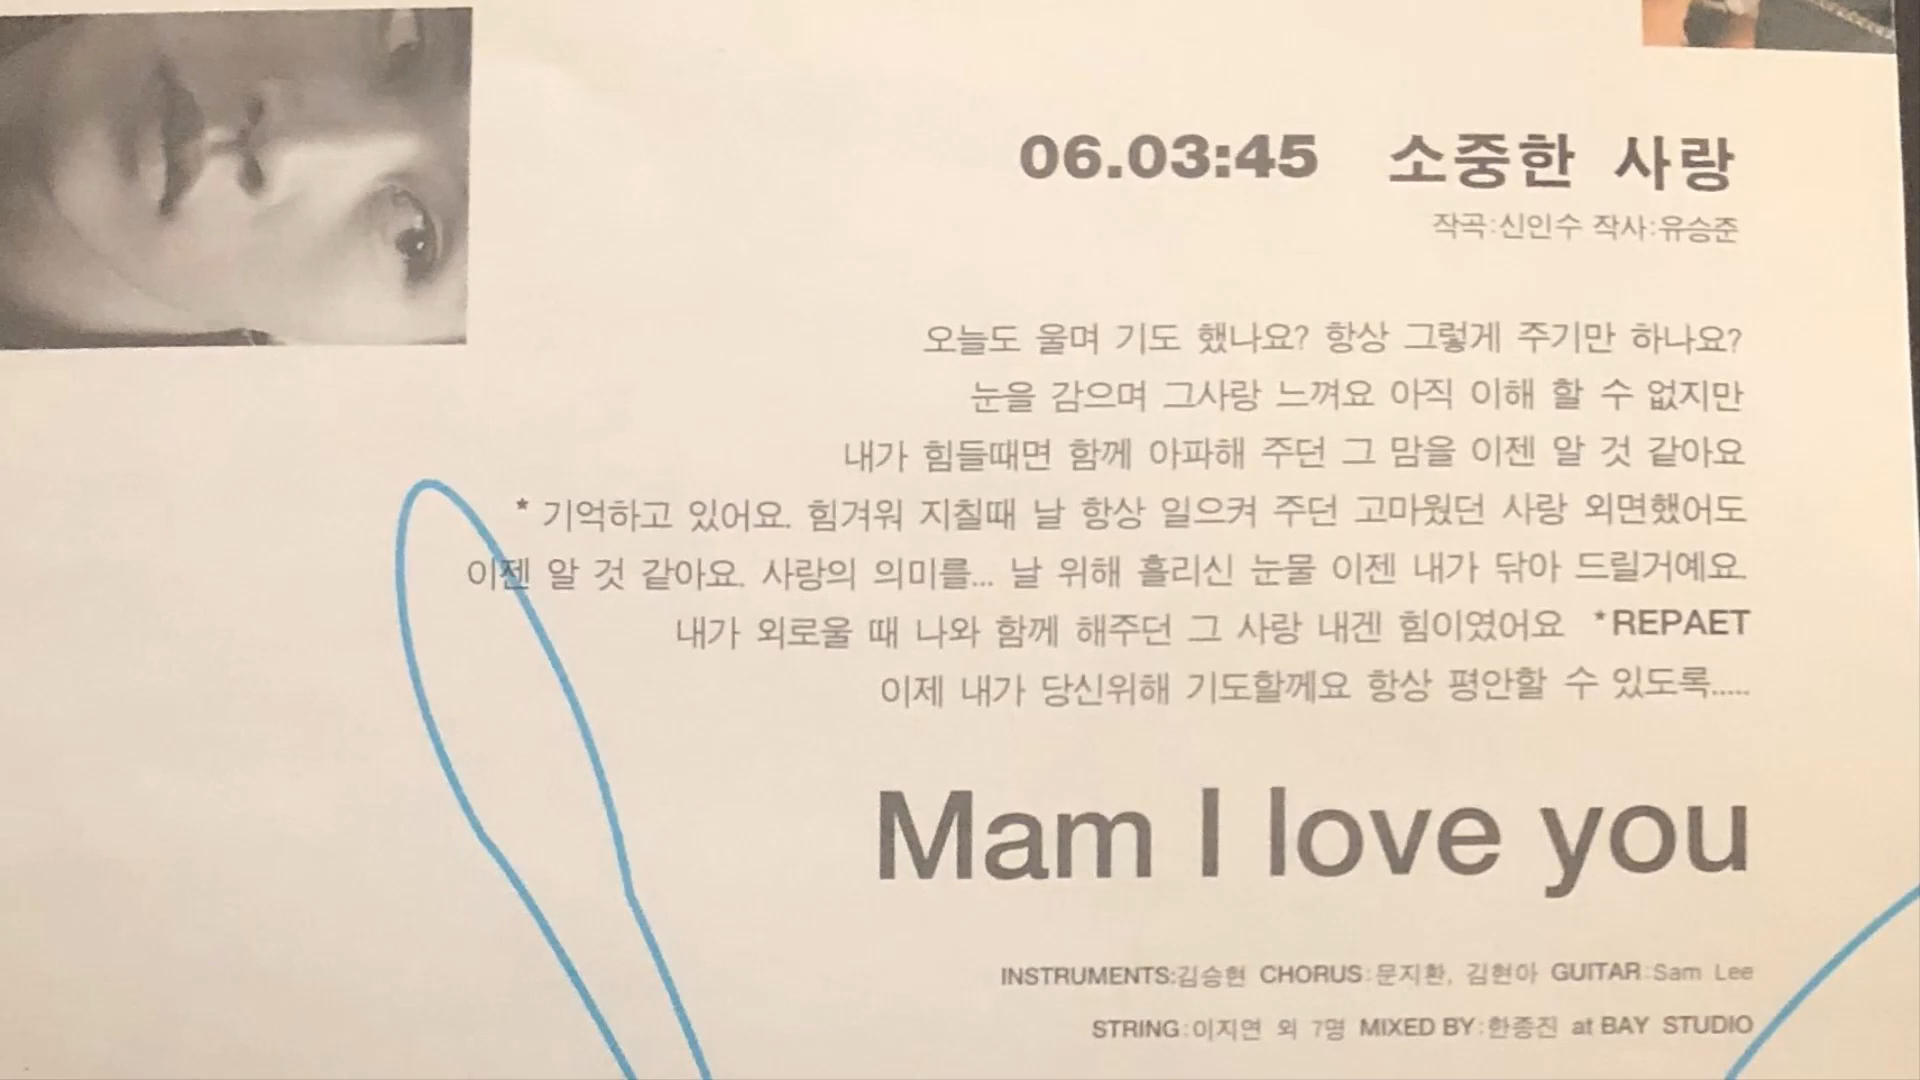 06.03:45 소중한 사랑
작곡:신인수 작사:유승준
오늘도 울며 기도 했나요? 항상 그렇게 주기만 하나요?
눈을 감으며 그사랑 느껴요 아직 이해 할 수 없지만
내가 힘들때면 함께 아파해 주던 그 맘을 이젠 알 것 같아요
* 기억하고 있어요. 힘겨워 지칠때 날 항상 일으켜 주던 고마웠던 사랑 외면했어도
이젠 알 것 같아요. 사랑의 의미를... 날 위해 흘리신 눈물 이젠 내가 닦아 드릴거예요.
내가 외로울 때 나와 함께 해주던 그 사랑 내겐 힘이였어요 *REPAET
이제 내가 당신위해 기도할께요 항상 평안할 수 있도록.....
Mam I love you
INSTRUMENTS:김승현 CHORUS:문지환, 김현아 GUITAR:Sam Lee
STRING:이지연 외 7명 MIXED BY:한종진 at BAY STUDIO